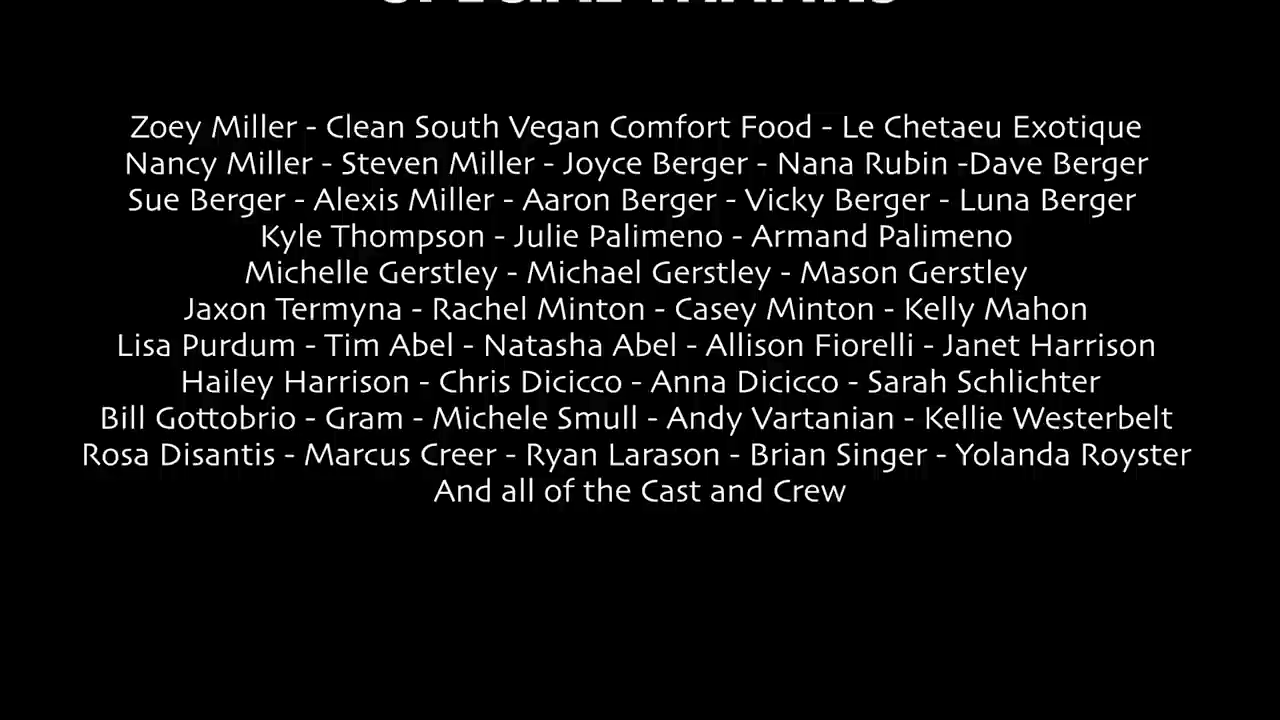 SPECIAL THANKS
Zoey Miller - Clean South Vegan Comfort Food - Le Chetaeu Exotique
Nancy Miller - Steven Miller - Joyce Berger - Nana Rubin -Dave Berger
Sue Berger - Alexis Miller - Aaron Berger - Vicky Berger - Luna Berger
Kyle Thompson - Julie Palimeno - Armand Palimeno
Michelle Gerstley - Michael Gerstley - Mason Gerstley
Jaxon Termyna - Rachel Minton - Casey Minton - Kelly Mahon
Lisa Purdum - Tim Abel - Natasha Abel - Allison Fiorelli - Janet Harrison
Hailey Harrison - Chris Dicicco - Anna Dicicco - Sarah Schlichter
Bill Gottobrio - Gram - Michele Smull - Andy Vartanian - Kellie Westerbelt
Rosa Disantis - Marcus Creer - Ryan Larason - Brian Singer - Yolanda Royster
And all of the Cast and Crew